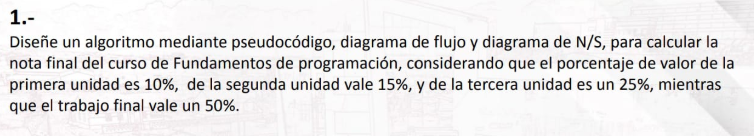 1.-
Diseñe un algoritmo mediante pseudocódigo, diagrama de flujo y diagrama de N/S, para calcular la
nota final del curso de Fundamentos de programación, considerando que el porcentaje de valor de la
primera unidad es 10%, de la segunda unidad vale 15%, y de la tercera unidad es un 25%, mientras
que el trabajo final vale un 50%.